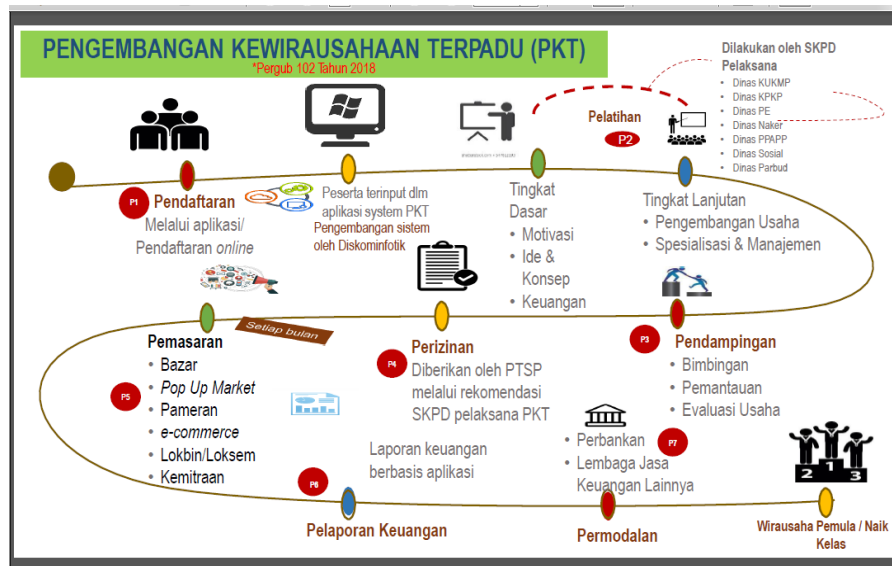 PENGEMBANGAN KEWIRAUSAHAAN TERPADU (PKT)
*Pergub 102 Tahun 2018
Dilakukan oleh SKPD
Pelaksana
• Dinas KUKMP
• Dinas KPKP
• Dinas PE
• Dinas Naker
• Dinas PPAPP
• Dinas Sosial
• Dinas Parbud
Pelatihan
P2
P1
Pendaftaran
Melalui aplikasi/
Pendaftaran online
Peserta terinput dlm
aplikasi system PKT
Pengembangan sistem
oleh Diskominfotik
Tingkat
Dasar
• Motivasi
• Ide &
Konsep
• Keuangan
Tingkat Lanjutan
• Pengembangan Usaha
• Spesialisasi & Manajemen
Setiap bulan
Pemasaran
• Bazar
• Pop Up Market
• Pameran
• e-commerce
• Lokbin/Loksem
• Kemitraan
P5
P4
Perizinan
Diberikan oleh PTSP
melalui rekomendasi
SKPD pelaksana PKT
P3
Pendampingan
• Bimbingan
• Pemantauan
• Evaluasi Usaha
P6
Laporan keuangan
berbasis aplikasi
Pelaporan Keuangan
P7
• Perbankan
• Lembaga Jasa
Keuangan Lainnya
Permodalan
2 1 3
Wirausaha Pemula / Naik
Kelas